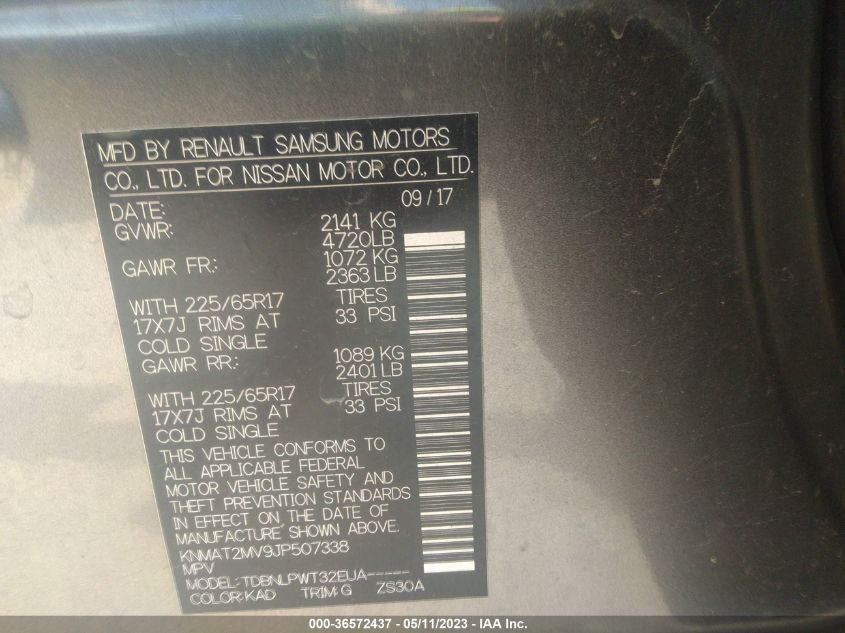 MFD BY RENAULT SAMSUNG MOTORS
CO., LTD. FOR NISSAN MOTOR CO., LTD.
DATE: 09/17
GVWR: 2141 KG
4720LB
GAWR FR: 1072 KG
2363 LB
WITH 225/65R17 TIRES
17X7J RIMS AT 33 PSI
COLD SINGLE
GAWR RR: 1089 KG
2401 LB
WITH 225/65R17 TIRES
17X7J RIMS AT 33 PSI
COLD SINGLE
THIS VEHICLE CONFORMS TO
ALL APPLICABLE FEDERAL
MOTOR VEHICLE SAFETY AND
THEFT PREVENTION STANDARDS
IN EFFECT ON THE DATE OF
MANUFACTURE SHOWN ABOVE.
KNMAT2MV9JP507338
MPV
MODEL: TDBNLPWT32EUA-----
COLOR: KAD TRIM: G ZS30A
000-36572437 - 05/11/2023 - IAA Inc.